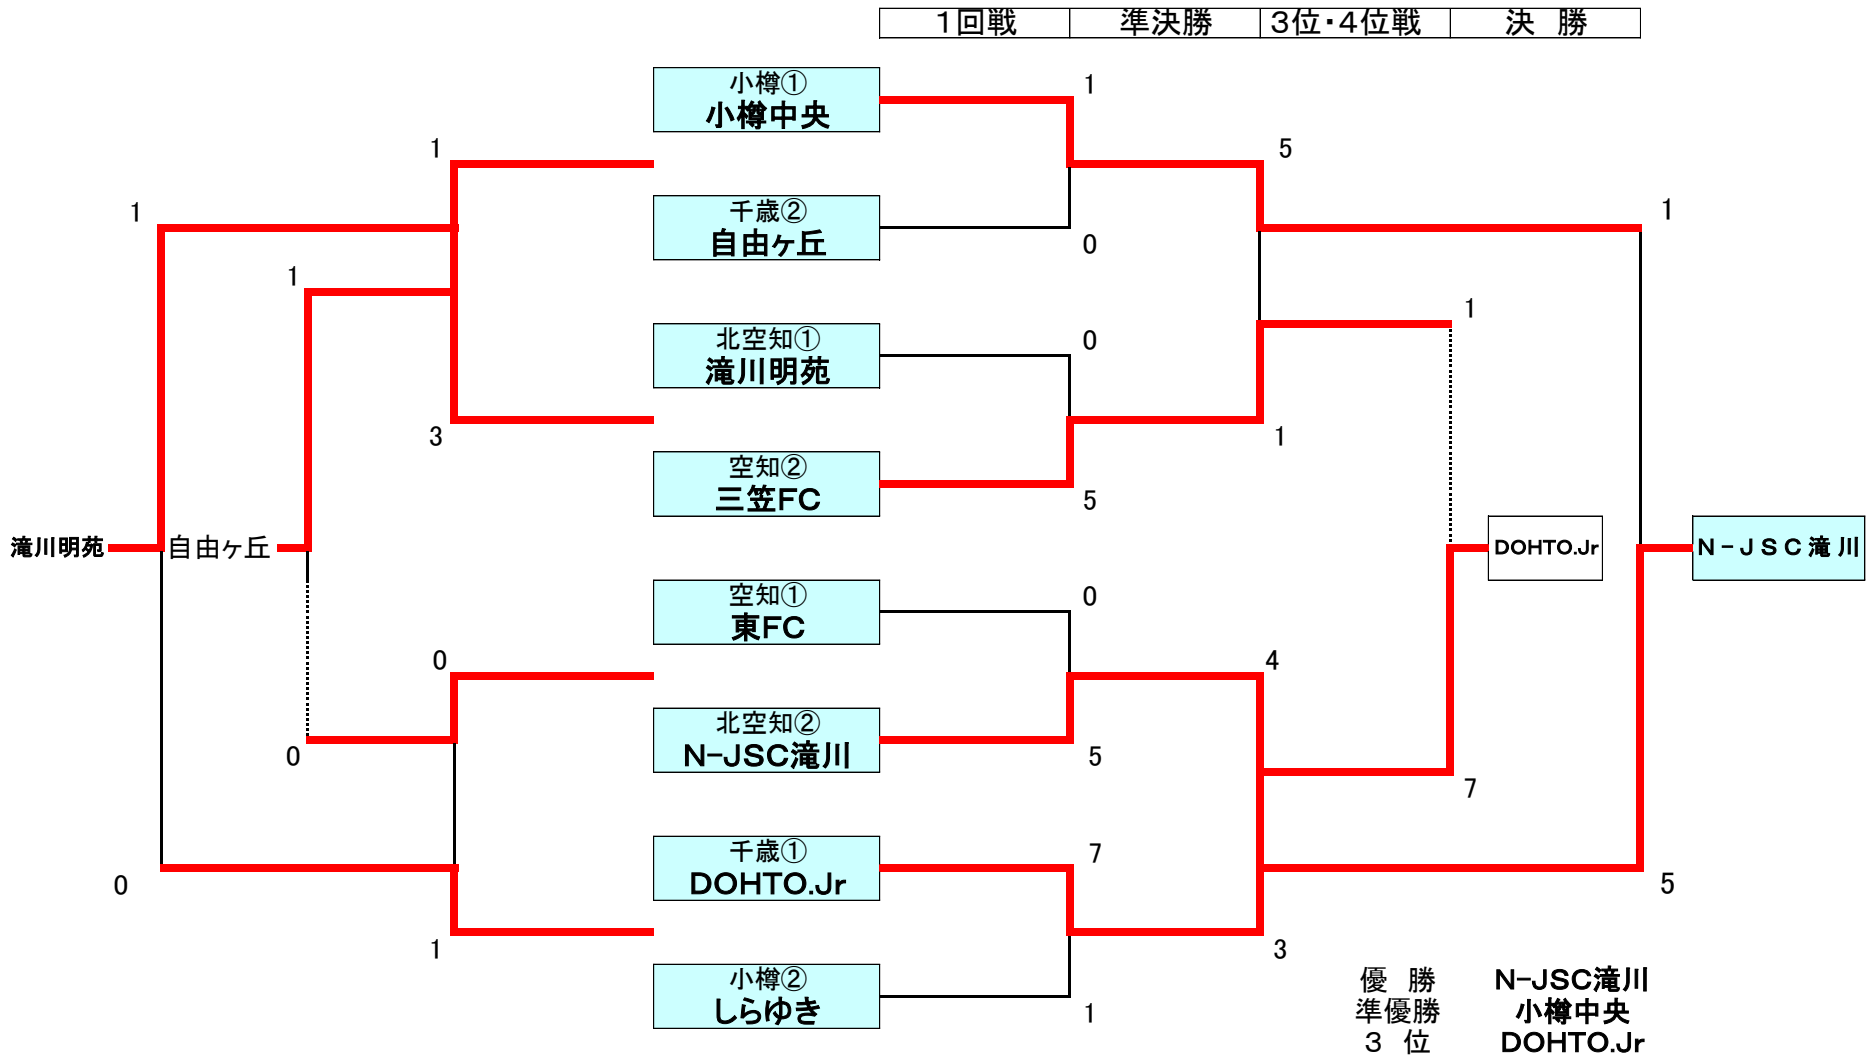 1回戦
準決勝
3位・4位戦
決　勝
小樽①
小樽中央
1
1
5
千歳②
自由ヶ丘
1
1
0
1
北空知①
滝川明苑
0
1
3
1
空知②
三笠FC
5
滝川明苑
自由ヶ丘
DOHTO.Jr
N-JSC滝川
空知①
東FC
0
0
4
北空知②
N-JSC滝川
0
5
7
千歳①
DOHTO.Jr
7
0
5
1
3
小樽②
しらゆき
1
優　勝　N-JSC滝川
準優勝　小樽中央
3　位　DOHTO.Jr